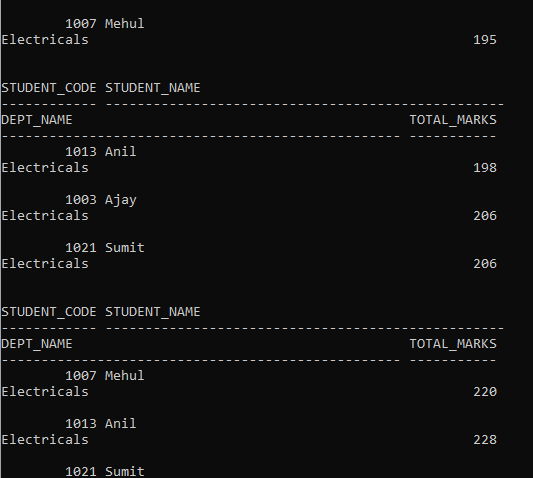 1007 Mehul
Electricals 195
STUDENT_CODE STUDENT_NAME
------------ --------------------------------------------------
DEPT_NAME TOTAL_MARKS
-------------------------------------------------- -----------
1013 Anil
Electricals 198
1003 Ajay
Electricals 206
1021 Sumit
Electricals 206
STUDENT_CODE STUDENT_NAME
------------ --------------------------------------------------
DEPT_NAME TOTAL_MARKS
-------------------------------------------------- -----------
1007 Mehul
Electricals 220
1013 Anil
Electricals 228
1021 Sumit